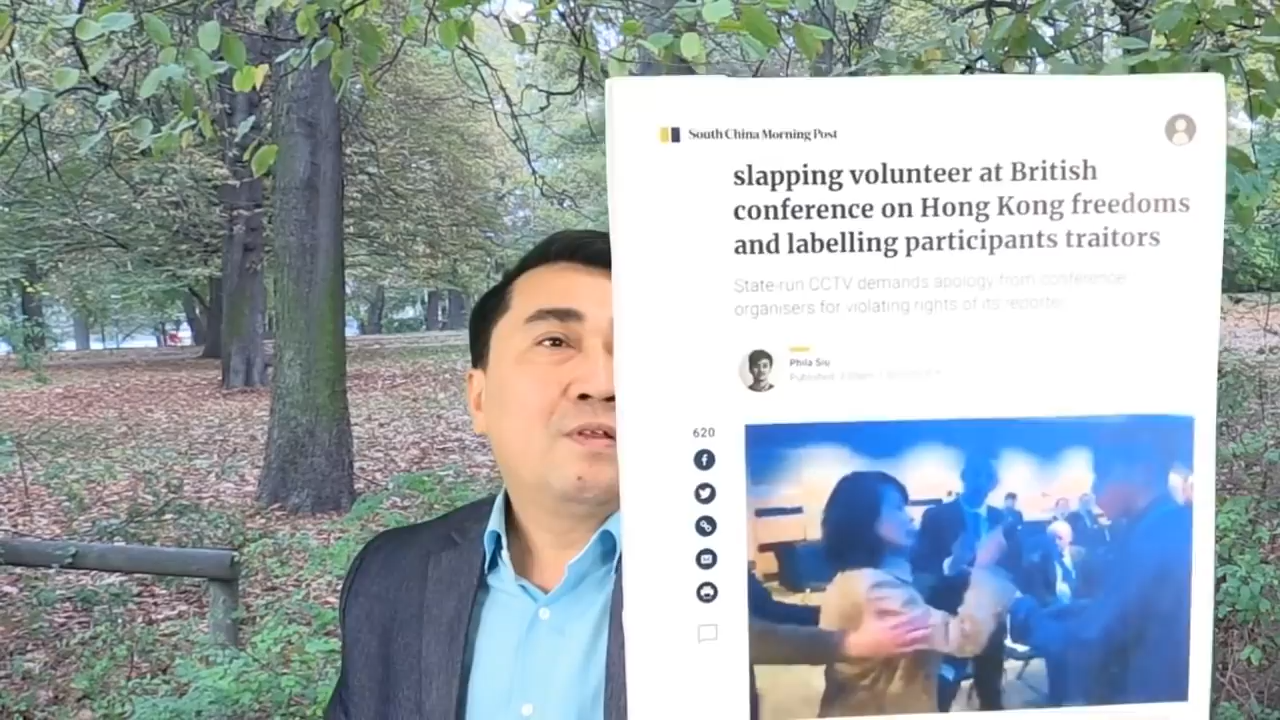 South China Morning Post
slapping volunteer at British
conference on Hong Kong freedoms
and labelling participants traitors
State-run CCTV demands apology from conference
organisers for violating rights of its reporter
Phila Siu
Published:
620